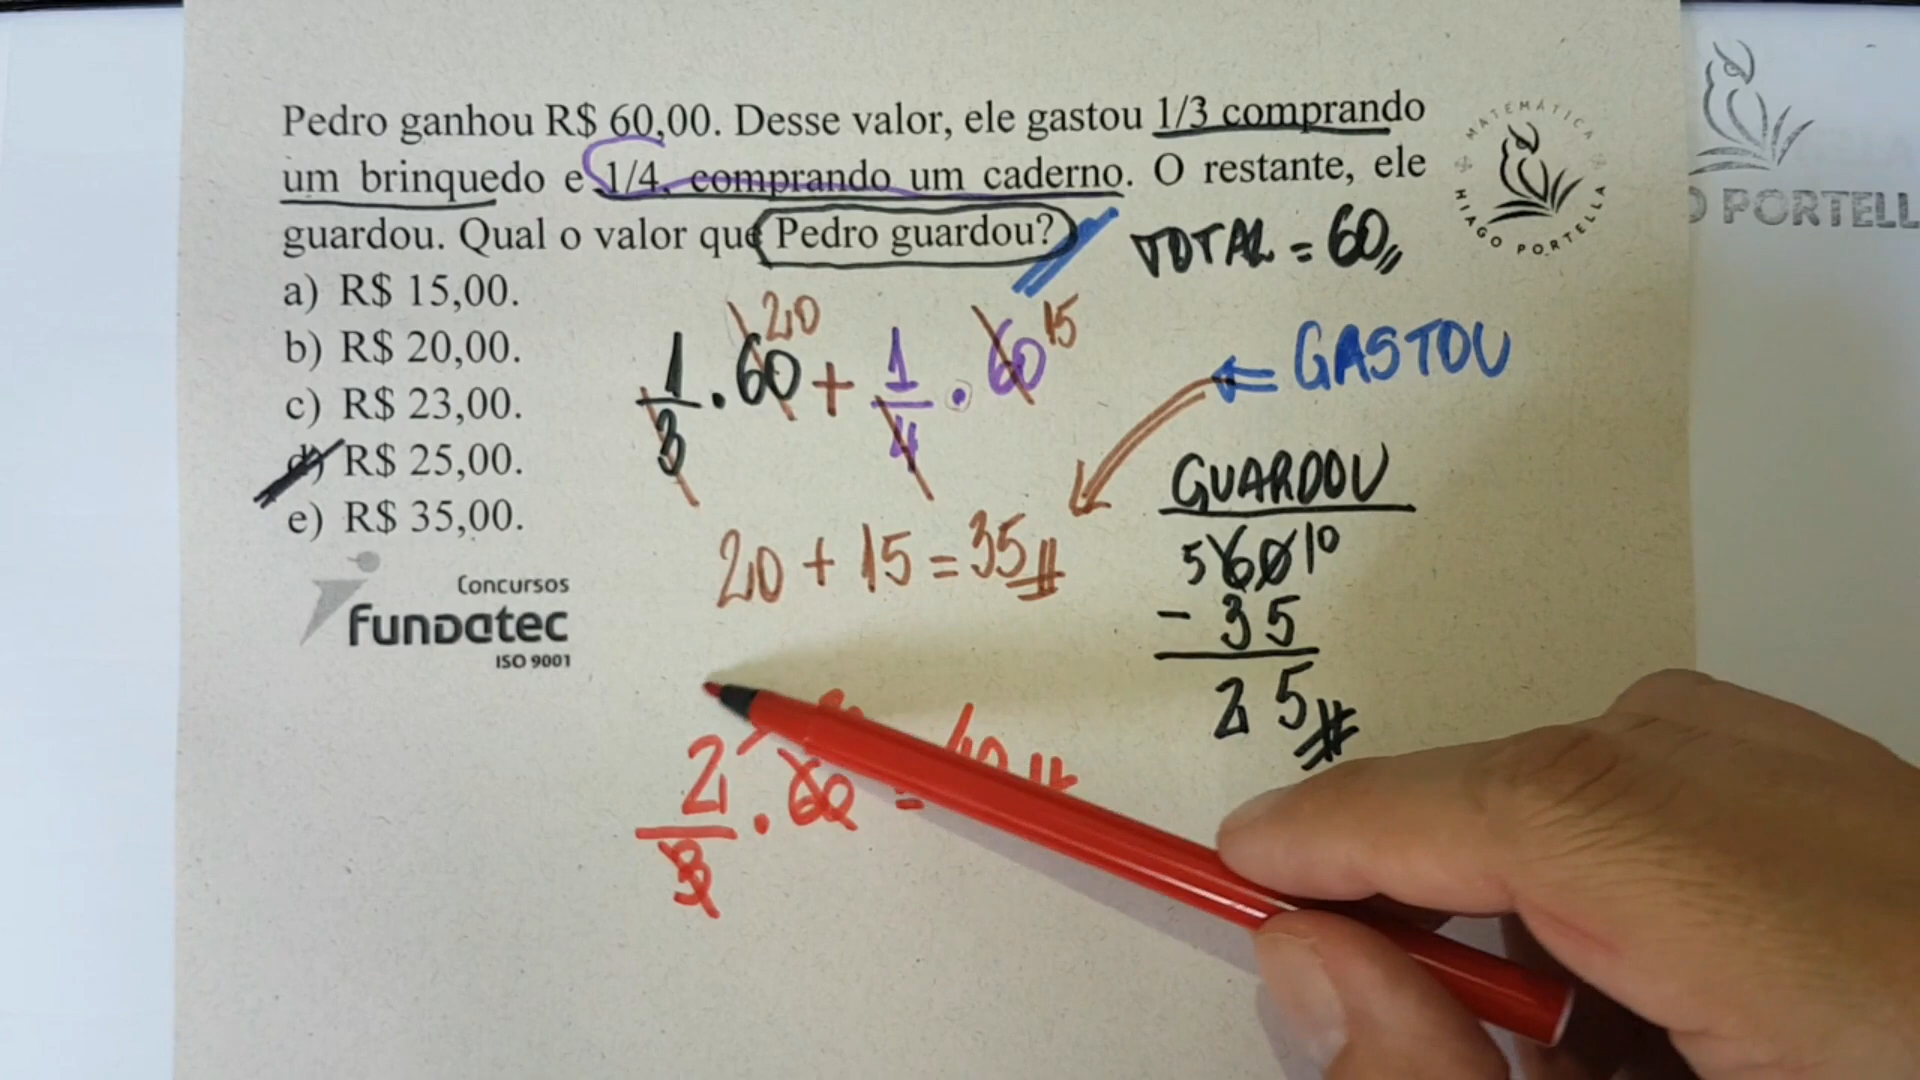 Pedro ganhou R$ 60,00. Desse valor, ele gastou 1/3 comprando
um brinquedo e 1/4, comprando um caderno. O restante, ele
guardou. Qual o valor que Pedro guardou?
a) R$ 15,00.
b) R$ 20,00.
c) R$ 23,00.
d) R$ 25,00.
e) R$ 35,00.
Concursos
Fundatec
ISO 9001
MATEMÁTICA
HIAGO PORTELLA
PORTELL
TOTAL = 60
20 15
1/3 . 60 + 1/4 . 60
20 + 15 = 35
GASTOU
GUARDOU
5 60 10
- 35
25
2/3 . 60 =